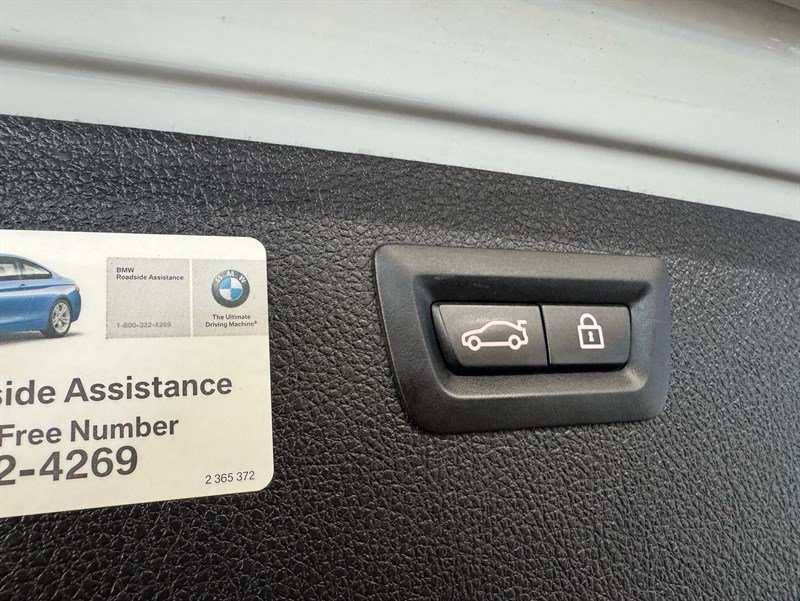 BMW
Roadside Assistance
1-800-332-4269
BMW
The Ultimate
Driving Machine®
side Assistance
Free Number
2-4269
2 365 372